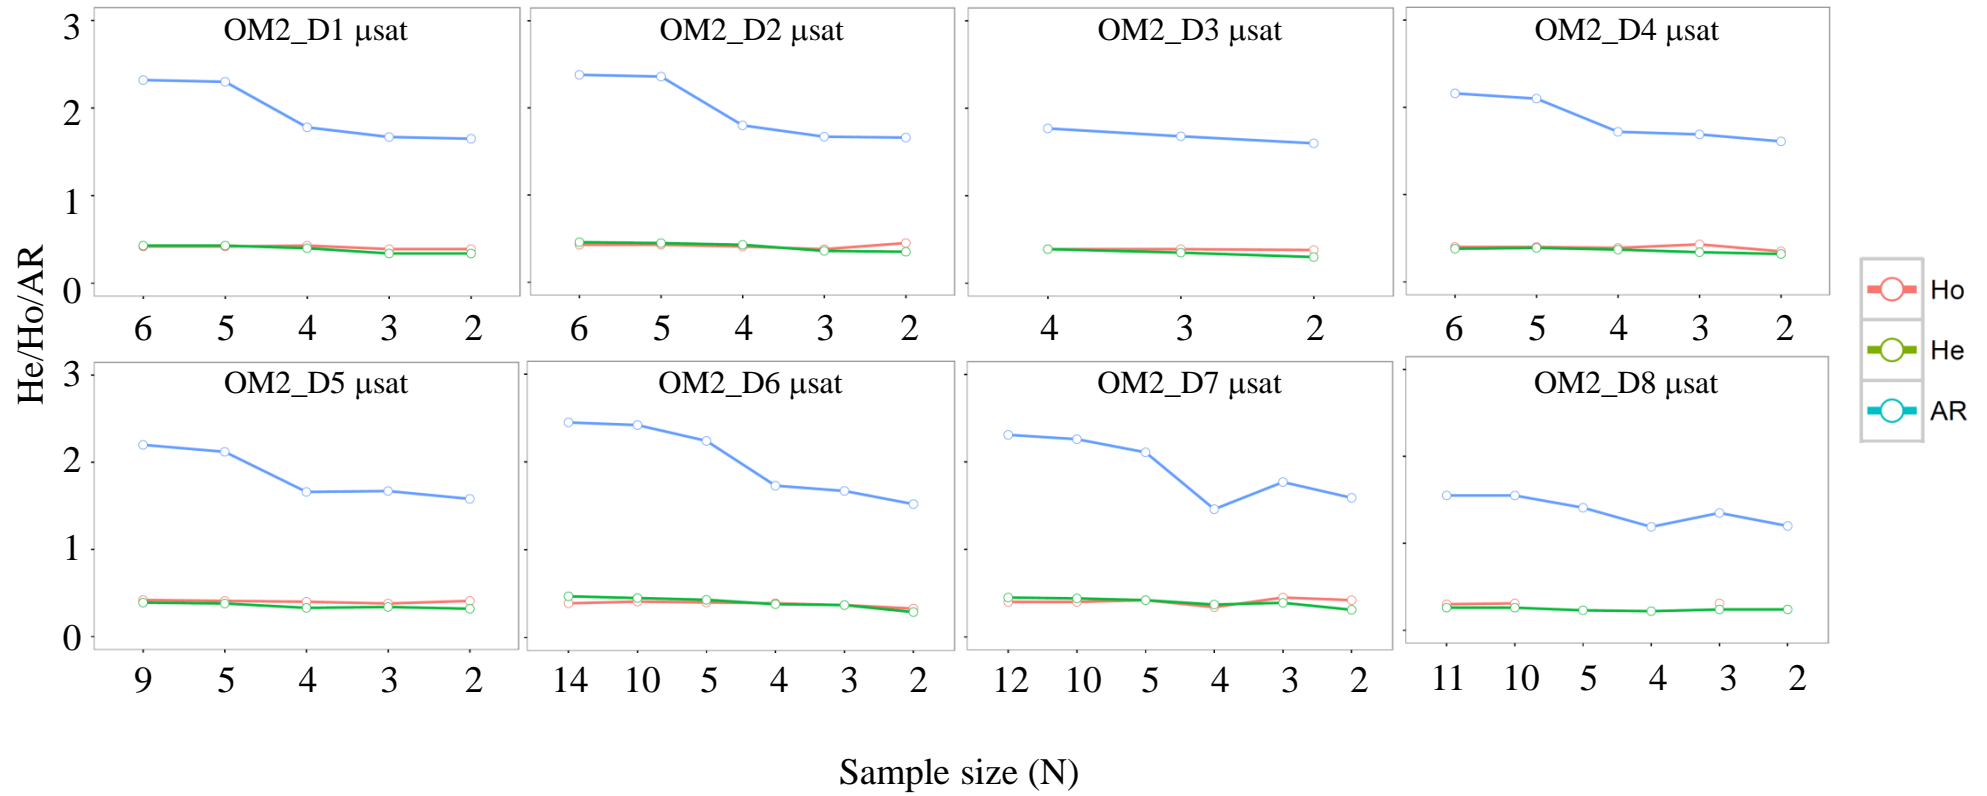 OM2_D1 μsat
OM2_D2 μsat
OM2_D3 μsat
OM2_D4 μsat
3
2
1
0
6 5 4 3 2
6 5 4 3 2
4 3 2
6 5 4 3 2
He/Ho/AR
OM2_D5 μsat
OM2_D6 μsat
OM2_D7 μsat
OM2_D8 μsat
3
2
1
0
9 5 4 3 2
14 10 5 4 3 2
12 10 5 4 3 2
11 10 5 4 3 2
Sample size (N)
Ho
He
AR